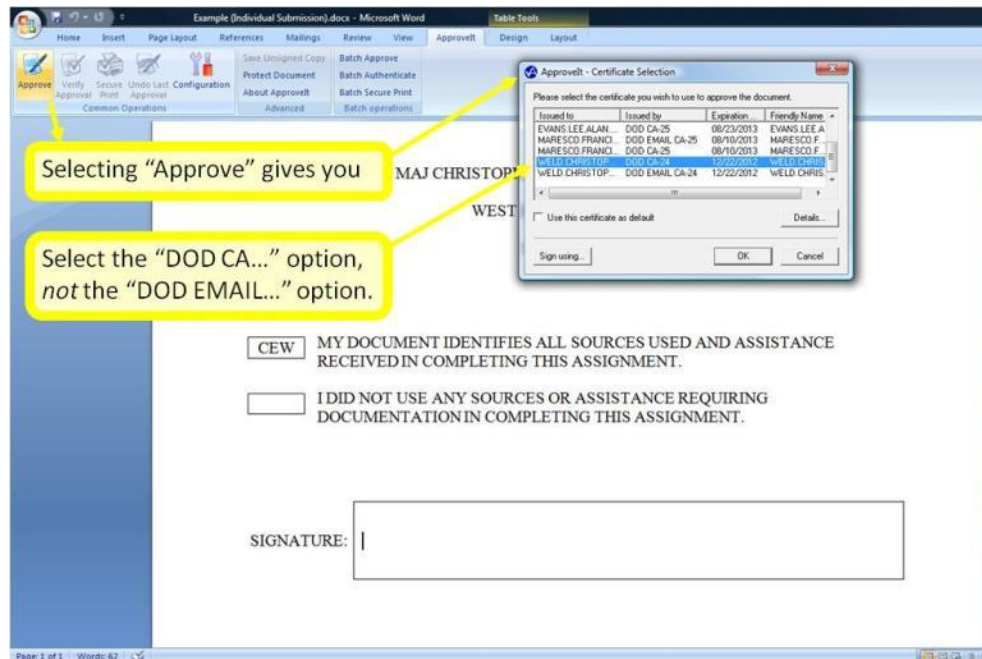 Example (Individual Submission).docx - Microsoft Word Table Tools
Home Insert Page Layout References Mailings Review View ApproveIt Design Layout
Approve
Verify Approval
Secure Print
Undo Last Approval
Configuration
Common Operations
Save Unsigned Copy
Protect Document
About ApproveIt
Advanced
Batch Approve
Batch Authenticate
Batch Secure Print
Batch operations
ApproveIt - Certificate Selection
Please select the certificate you wish to use to approve the document.
Issued to Issued by Expiration ... Friendly Name
EVANS.LEE.ALAN... DOD CA-25 08/23/2013 EVANS.LEE.A
MARESCO.FRANCI... DOD EMAIL CA-25 08/10/2013 MARESCO.F...
MARESCO.FRANCI... DOD CA-25 08/10/2013 MARESCO.F...
WELD.CHRISTOP... DOD CA-24 12/22/2012 WELD.CHRIS.
WELD.CHRISTOP... DOD EMAIL CA-24 12/22/2012 WELD.CHRIS.
Use this certificate as default Details...
Sign using... OK Cancel
Selecting “Approve” gives you
MAJ CHRISTOP
WEST
Select the “DOD CA...” option,
not the “DOD EMAIL...” option.
CEW MY DOCUMENT IDENTIFIES ALL SOURCES USED AND ASSISTANCE
RECEIVED IN COMPLETING THIS ASSIGNMENT.
I DID NOT USE ANY SOURCES OR ASSISTANCE REQUIRING
DOCUMENTATION IN COMPLETING THIS ASSIGNMENT.
SIGNATURE:
Page: 1 of 1 Words: 62